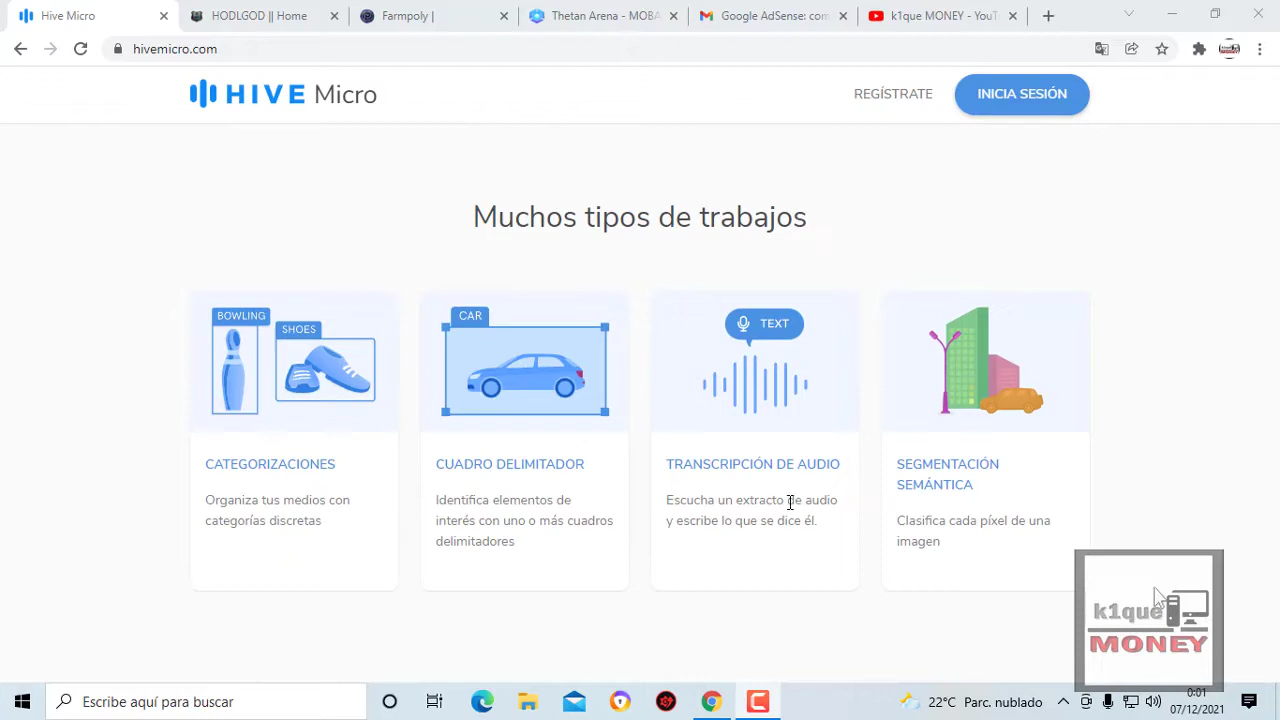 Hive Micro
HODLGOD || Home
Farmpoly |
Thetan Arena - MOBA
Google AdSense: com
k1que MONEY - YouT
hivemicro.com
HIVE Micro
REGÍSTRATE
INICIA SESIÓN
Muchos tipos de trabajos
BOWLING
SHOES
CATEGORIZACIONES
Organiza tus medios con
categorías discretas
CAR
CUADRO DELIMITADOR
Identifica elementos de
interés con uno o más cuadros
delimitadores
TEXT
TRANSCRIPCIÓN DE AUDIO
Escucha un extracto de audio
y escribe lo que se dice él.
SEGMENTACIÓN
SEMÁNTICA
Clasifica cada píxel de una
imagen
k1que
MONEY
Escribe aquí para buscar
22°C Parc. nublado
0:01
07/12/2021